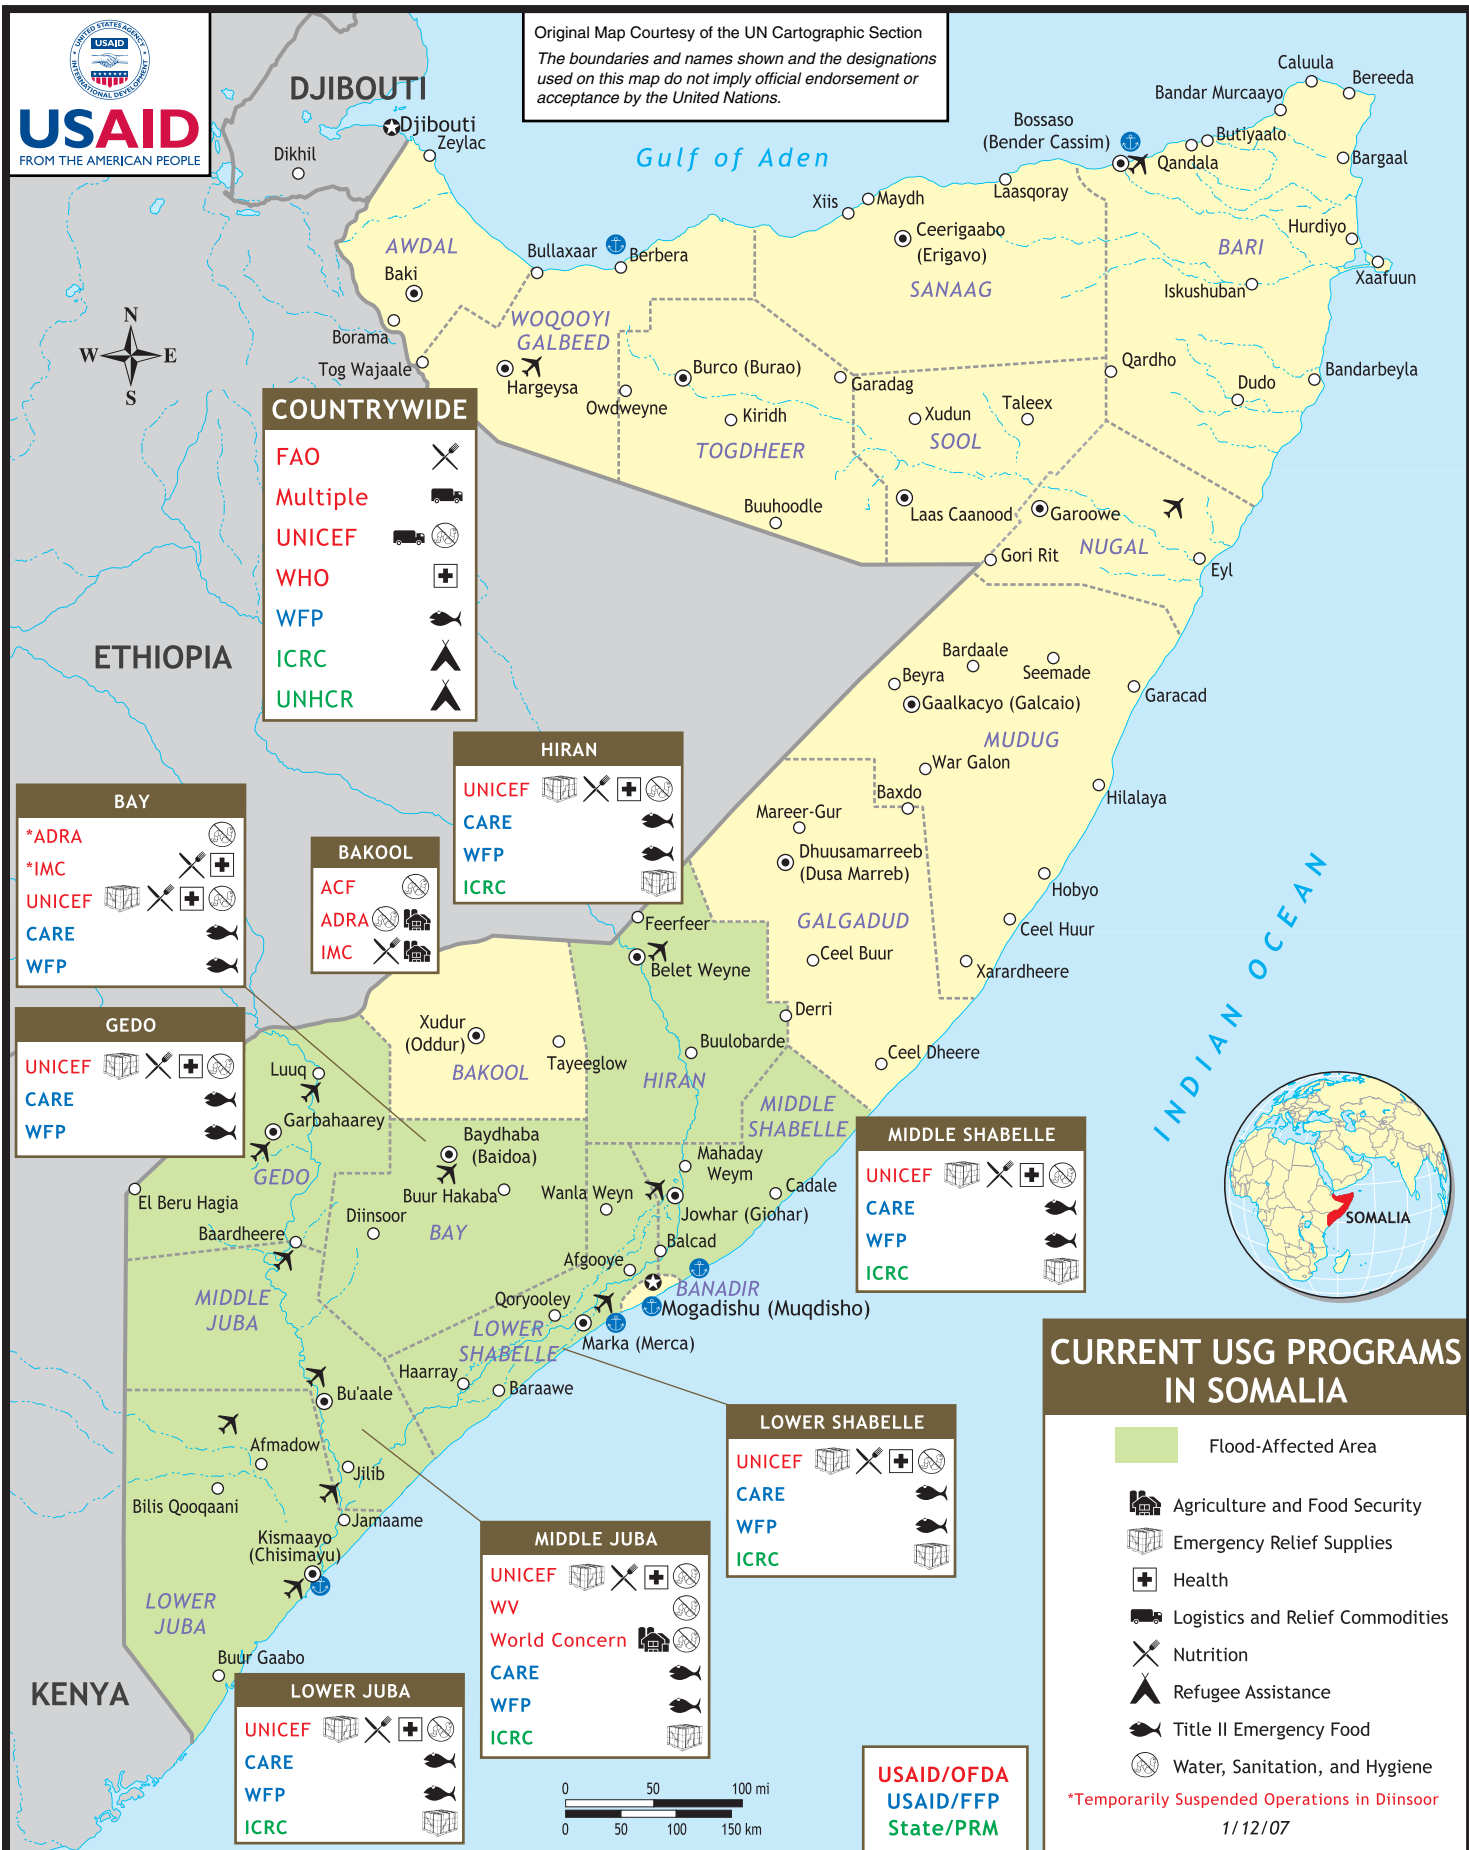 UNITED STATES AGENCY
INTERNATIONAL DEVELOPMENT
USAID
USAID
FROM THE AMERICAN PEOPLE
Original Map Courtesy of the UN Cartographic Section
The boundaries and names shown and the designations
used on this map do not imply official endorsement or
acceptance by the United Nations.
DJIBOUTI
Djibouti
Zeylac
Dikhil
Gulf of Aden
Caluula
Bereeda
Bandar Murcaayo
Bossaso
(Bender Cassim)
Butiyaalo
Qandala
Bargaal
Laasqoray
Xiis
Maydh
Ceerigaabo
(Erigavo)
Hurdiyo
BARI
Xaafuun
Iskushuban
SANAAG
AWDAL
Baki
Bullaxaar
Berbera
Borama
Tog Wajaale
WOQOOYI
GALBEED
Hargeysa
Owdweyne
Burco (Burao)
Kiridh
TOGDHEER
Garadag
Xudun
Taleex
SOOL
Qardho
Dudo
Bandarbeyla
Buuhoodle
Laas Caanood
Garoowe
NUGAL
Gori Rit
Eyl
N
W
E
S
COUNTRYWIDE
FAO
Multiple
UNICEF
WHO
WFP
ICRC
UNHCR
ETHIOPIA
Bardaale
Beyra
Seemade
Gaalkacyo (Galcaio)
Garacad
MUDUG
War Galon
Baxdo
Hilalaya
Mareer-Gur
Dhuusamarreeb
(Dusa Marreb)
Hobyo
GALGADUD
Ceel Huur
Ceel Buur
Xarardheere
Derri
Ceel Dheere
INDIAN OCEAN
HIRAN
UNICEF
CARE
WFP
ICRC
BAY
*ADRA
*IMC
UNICEF
CARE
WFP
BAKOOL
ACF
ADRA
IMC
GEDO
UNICEF
CARE
WFP
Feerfeer
Belet Weyne
Xudur
(Oddur)
Tayeeglow
BAKOOL
Buulobarde
HIRAN
MIDDLE
SHABELLE
Luuq
Garbahaarey
GEDO
El Beru Hagia
Baardheere
Baydhaba
(Baidoa)
Buur Hakaba
Diinsoor
BAY
Wanla Weyn
Mahaday
Weym
Cadale
Jowhar (Giohar)
Balcad
Afgooye
BANADIR
Mogadishu (Muqdisho)
Qoryooley
Marka (Merca)
LOWER
SHABELLE
MIDDLE
JUBA
Haarray
Baraawe
Bu'aale
Afmadow
Jilib
Bilis Qooqaani
Jamaame
Kismaayo
(Chisimayu)
LOWER
JUBA
Buur Gaabo
KENYA
MIDDLE SHABELLE
UNICEF
CARE
WFP
ICRC
SOMALIA
LOWER SHABELLE
UNICEF
CARE
WFP
ICRC
MIDDLE JUBA
UNICEF
WV
World Concern
CARE
WFP
ICRC
LOWER JUBA
UNICEF
CARE
WFP
ICRC
0 50 100 mi
0 50 100 150 km
USAID/OFDA
USAID/FFP
State/PRM
CURRENT USG PROGRAMS
IN SOMALIA
Flood-Affected Area
Agriculture and Food Security
Emergency Relief Supplies
Health
Logistics and Relief Commodities
Nutrition
Refugee Assistance
Title II Emergency Food
Water, Sanitation, and Hygiene
*Temporarily Suspended Operations in Diinsoor
1/12/07